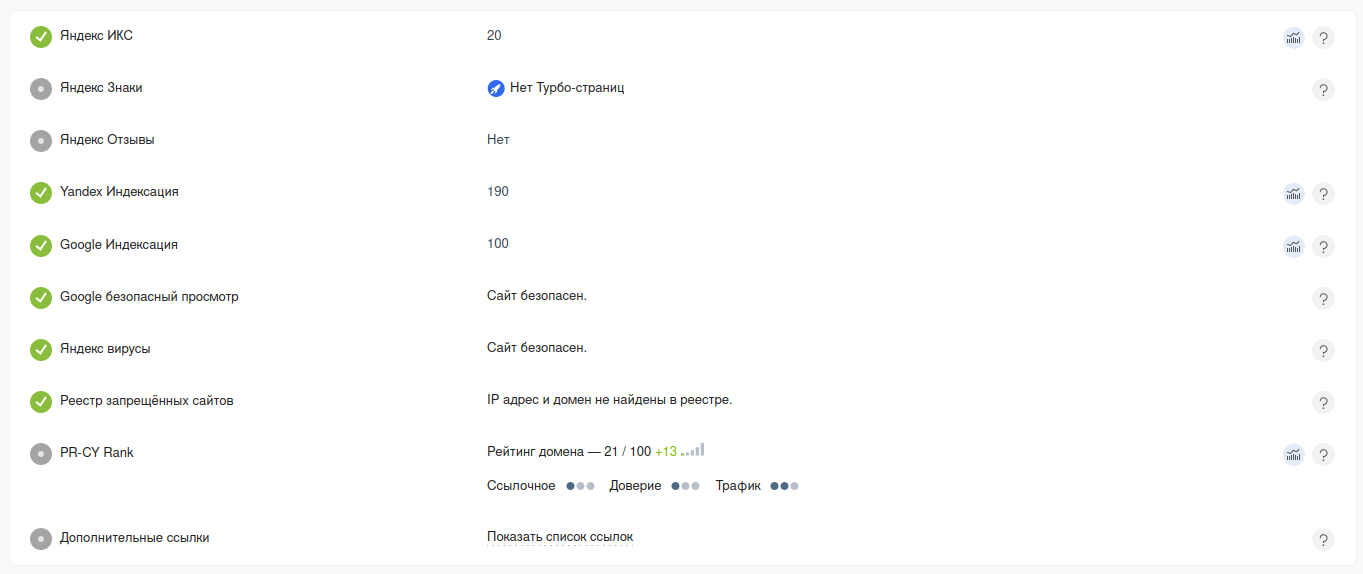 Яндекс ИКС 20 ?
Яндекс Знаки Нет Турбо-страниц ?
Яндекс Отзывы Нет
Yandex Индексация 190 ?
Google Индексация 100 ?
Google безопасный просмотр Сайт безопасен. ?
Яндекс вирусы Сайт безопасен. ?
Реестр запрещённых сайтов IP адрес и домен не найдены в реестре. ?
PR-CY Rank Рейтинг домена — 21 / 100 +13 ?
Ссылочное Доверие Трафик
Дополнительные ссылки Показать список ссылок ?